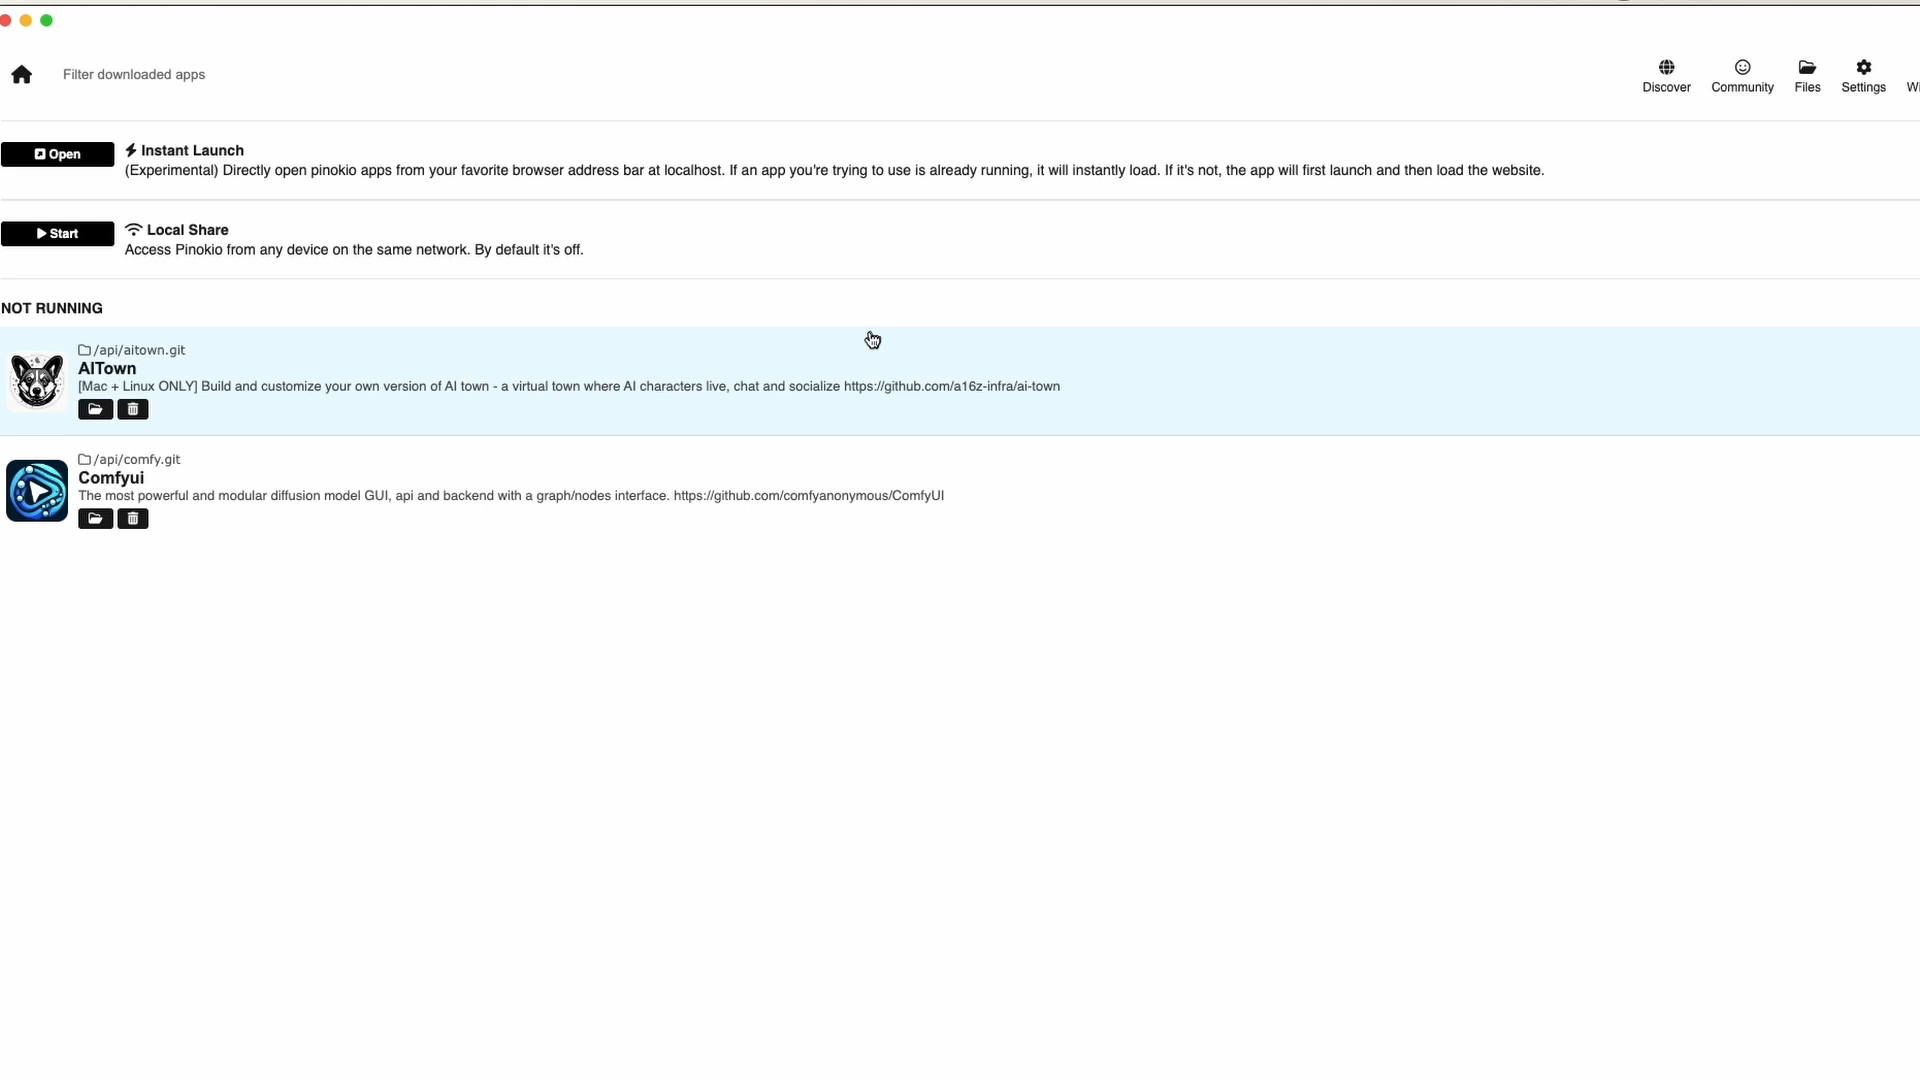 Filter downloaded apps
Discover
Community
Files
Settings
Open
Instant Launch
(Experimental) Directly open pinokio apps from your favorite browser address bar at localhost. If an app you're trying to use is already running, it will instantly load. If it's not, the app will first launch and then load the website.
Start
Local Share
Access Pinokio from any device on the same network. By default it's off.
NOT RUNNING
/api/aitown.git
AITown
[Mac + Linux ONLY] Build and customize your own version of AI town - a virtual town where AI characters live, chat and socialize https://github.com/a16z-infra/ai-town
/api/comfy.git
Comfyui
The most powerful and modular diffusion model GUI, api and backend with a graph/nodes interface. https://github.com/comfyanonymous/ComfyUI